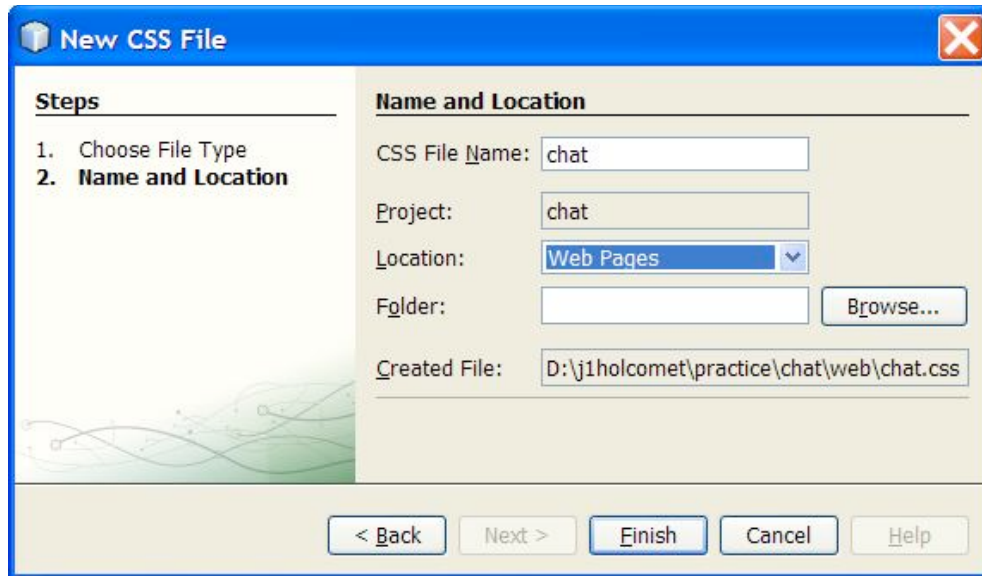 New CSS File
Steps
1. Choose File Type
2. Name and Location
Name and Location
CSS File Name: chat
Project: chat
Location: Web Pages
Folder: Browse...
Created File: D:\j1holcomet\practice\chat\web\chat.css
< Back Next > Finish Cancel Help